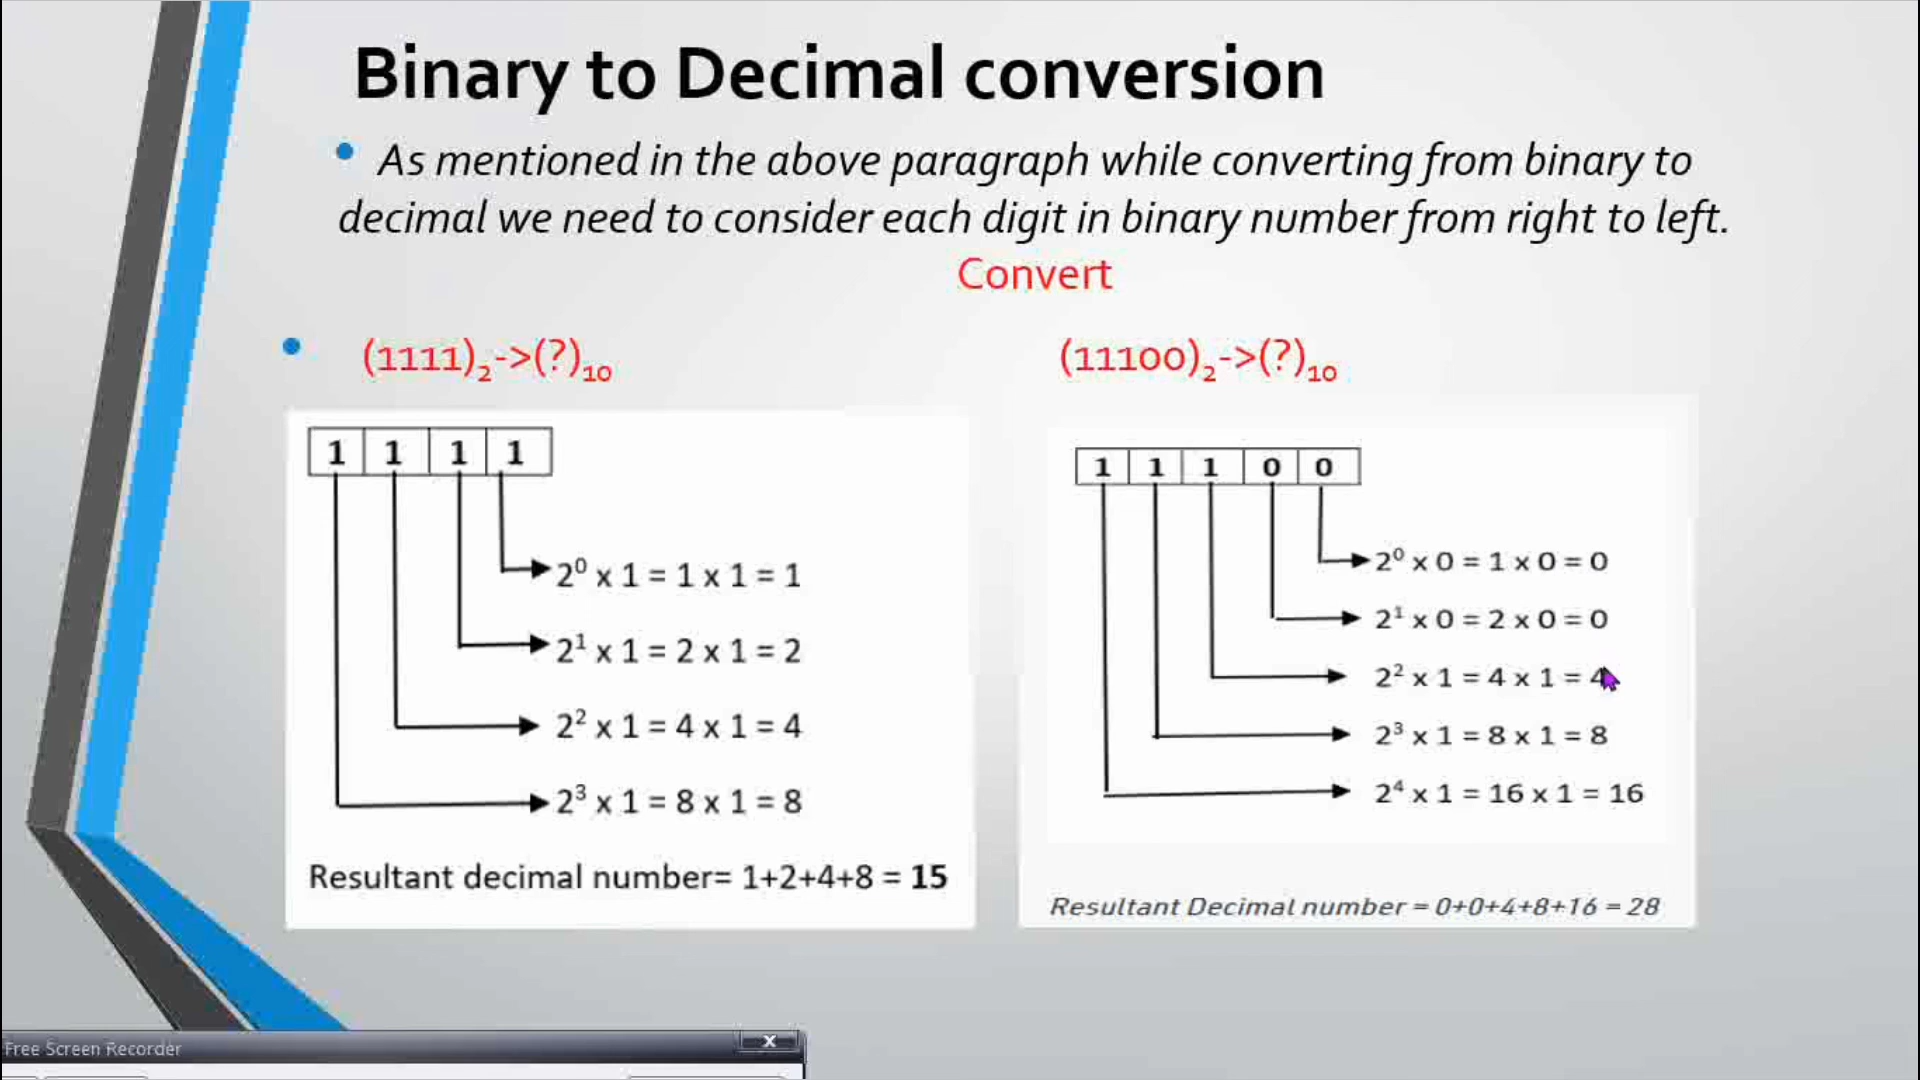 Binary to Decimal conversion
• As mentioned in the above paragraph while converting from binary to
decimal we need to consider each digit in binary number from right to left.
Convert
• (1111)₂->(?)₁₀
1 1 1 1
2⁰ x 1 = 1 x 1 = 1
2¹ x 1 = 2 x 1 = 2
2² x 1 = 4 x 1 = 4
2³ x 1 = 8 x 1 = 8
Resultant decimal number= 1+2+4+8 = 15
(11100)₂->(?)₁₀
1 1 1 0 0
2⁰ x 0 = 1 x 0 = 0
2¹ x 0 = 2 x 0 = 0
2² x 1 = 4 x 1 = 4
2³ x 1 = 8 x 1 = 8
2⁴ x 1 = 16 x 1 = 16
Resultant Decimal number = 0+0+4+8+16 = 28
Free Screen Recorder